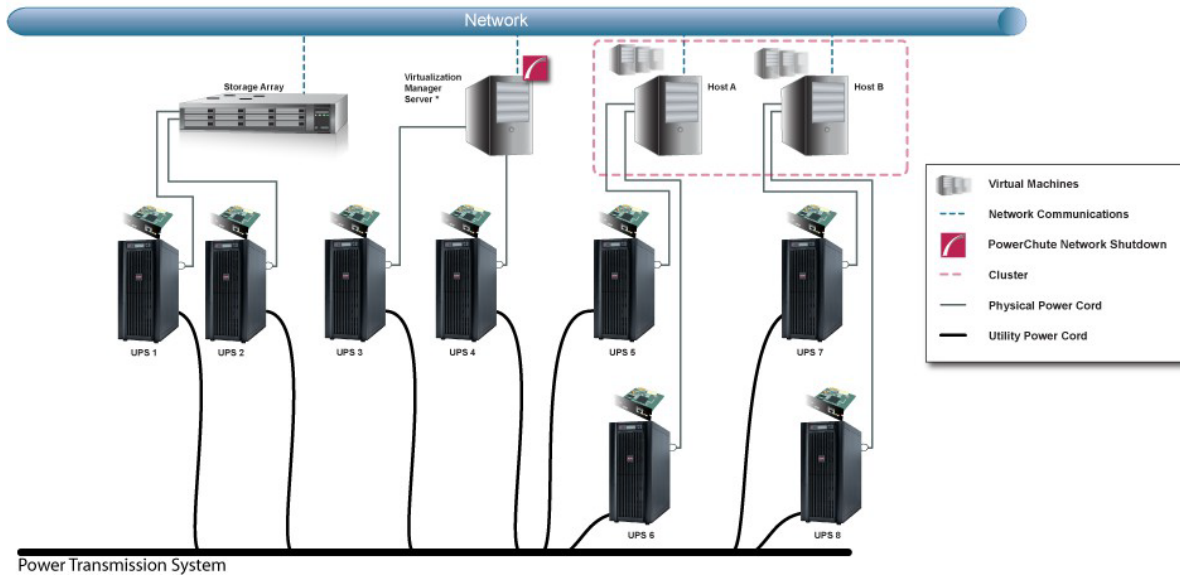 Network
Storage Array
Virtualization
Manager
Server *
Host A
Host B
Virtual Machines
Network Communications
PowerChute Network Shutdown
Cluster
Physical Power Cord
Utility Power Cord
UPS 1
UPS 2
UPS 3
UPS 4
UPS 5
UPS 7
UPS 6
UPS 8
Power Transmission System